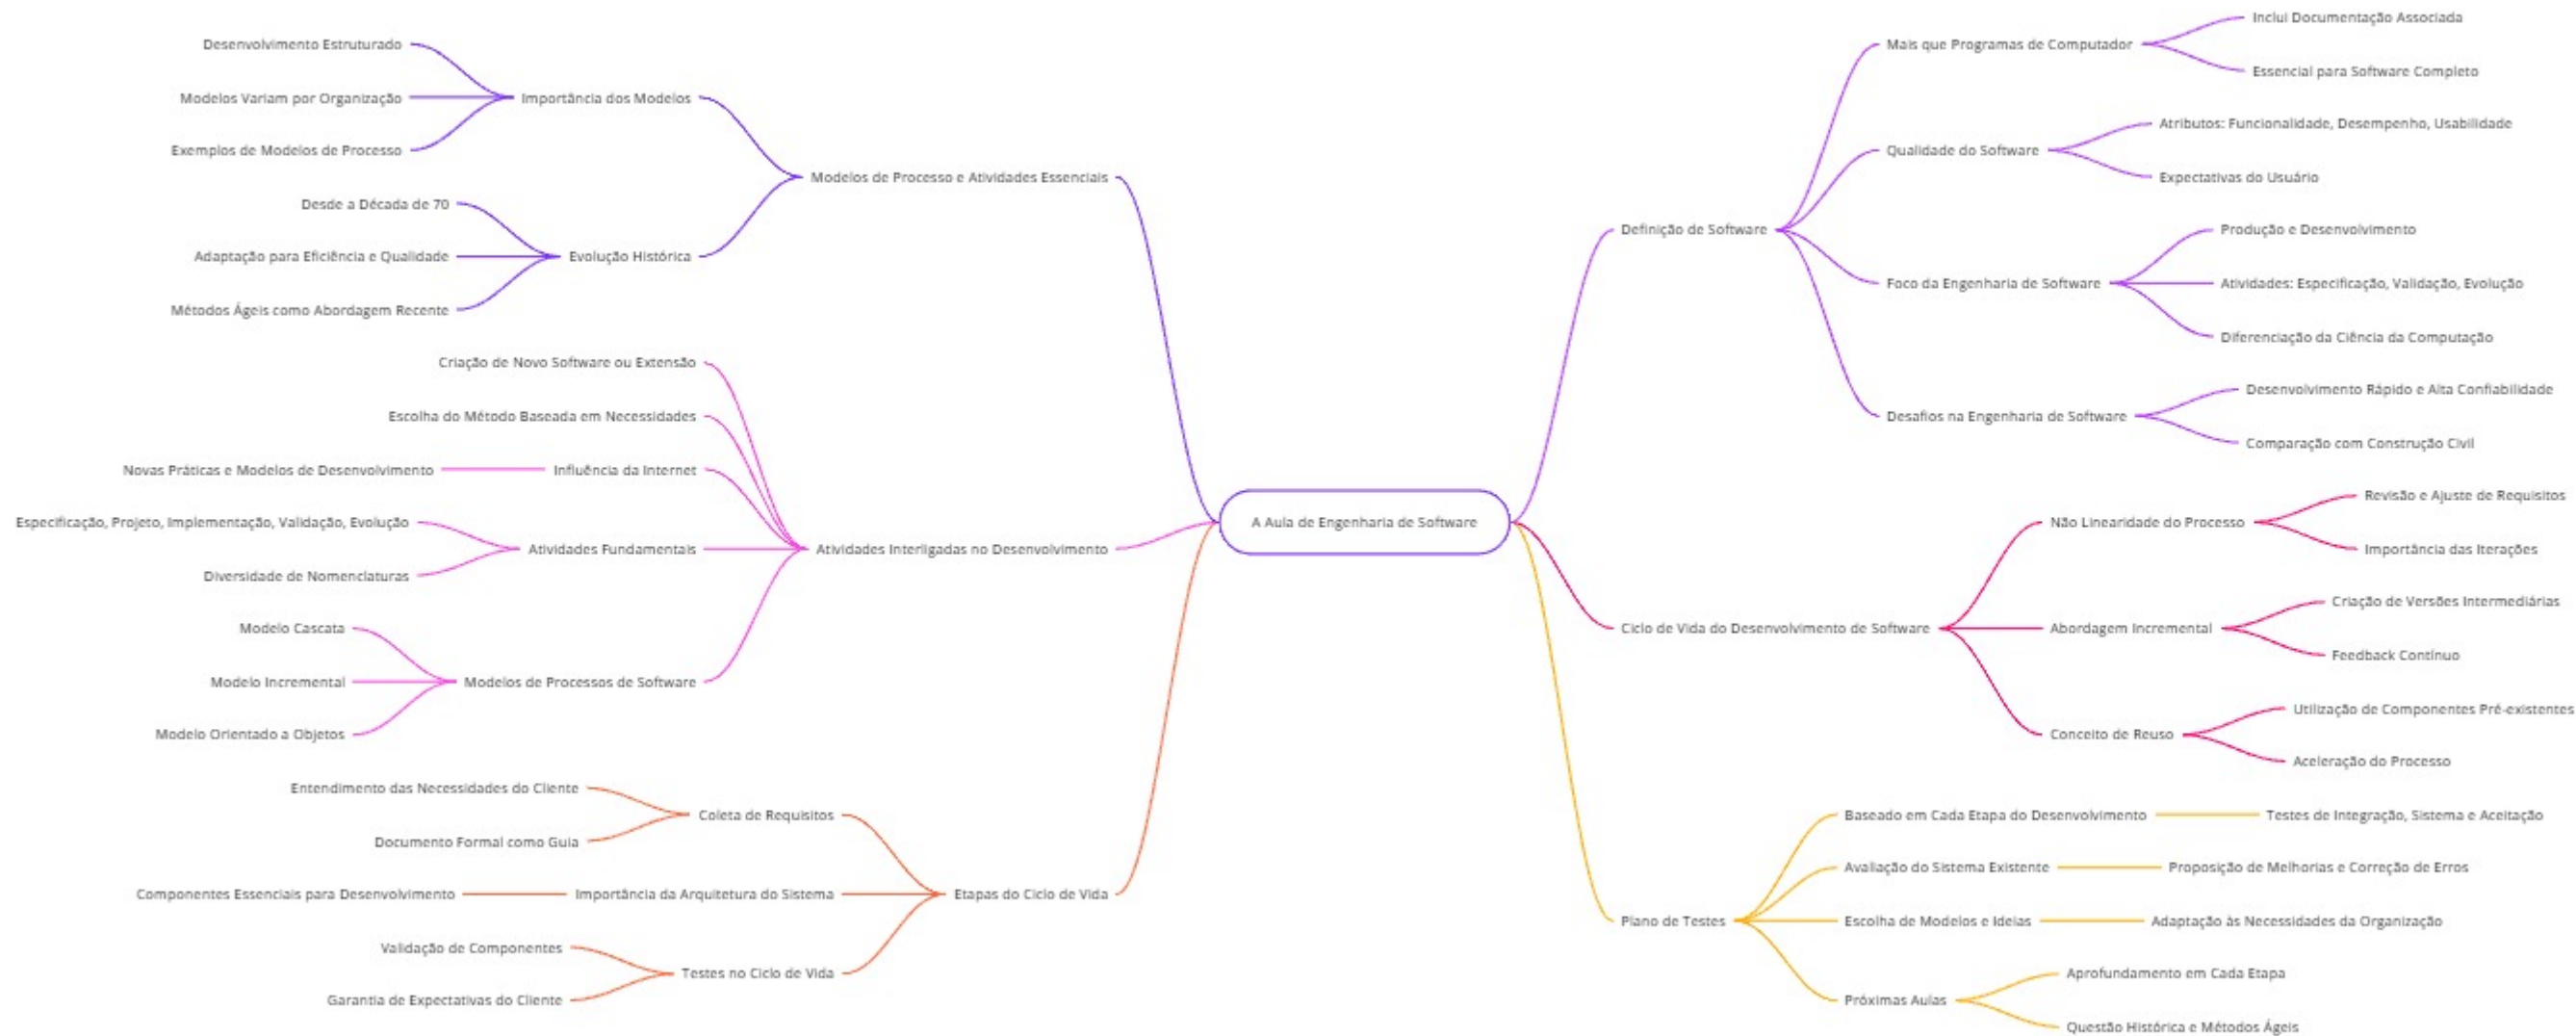 A Aula de Engenharia de Software
Definição de Software
Mais que Programas de Computador
Inclui Documentação Associada
Essencial para Software Completo
Qualidade do Software
Atributos: Funcionalidade, Desempenho, Usabilidade
Expectativas do Usuário
Foco da Engenharia de Software
Produção e Desenvolvimento
Atividades: Especificação, Validação, Evolução
Diferenciação da Ciência da Computação
Desafios na Engenharia de Software
Desenvolvimento Rápido e Alta Confiabilidade
Comparação com Construção Civil
Ciclo de Vida do Desenvolvimento de Software
Não Linearidade do Processo
Revisão e Ajuste de Requisitos
Importância das Iterações
Abordagem Incremental
Criação de Versões Intermediárias
Feedback Contínuo
Conceito de Reuso
Utilização de Componentes Pré-existentes
Aceleração do Processo
Plano de Testes
Baseado em Cada Etapa do Desenvolvimento
Testes de Integração, Sistema e Aceitação
Avaliação do Sistema Existente
Proposição de Melhorias e Correção de Erros
Escolha de Modelos e Ideias
Adaptação às Necessidades da Organização
Próximas Aulas
Aprofundamento em Cada Etapa
Questão Histórica e Métodos Ágeis
Modelos de Processo e Atividades Essenciais
Importância dos Modelos
Desenvolvimento Estruturado
Modelos Variam por Organização
Exemplos de Modelos de Processo
Evolução Histórica
Desde a Década de 70
Adaptação para Eficiência e Qualidade
Métodos Ágeis como Abordagem Recente
Atividades Interligadas no Desenvolvimento
Criação de Novo Software ou Extensão
Escolha do Método Baseada em Necessidades
Influência da Internet
Novas Práticas e Modelos de Desenvolvimento
Atividades Fundamentais
Especificação, Projeto, Implementação, Validação, Evolução
Diversidade de Nomenclaturas
Modelos de Processos de Software
Modelo Cascata
Modelo Incremental
Modelo Orientado a Objetos
Etapas do Ciclo de Vida
Coleta de Requisitos
Entendimento das Necessidades do Cliente
Documento Formal como Guia
Importância da Arquitetura do Sistema
Componentes Essenciais para Desenvolvimento
Testes no Ciclo de Vida
Validação de Componentes
Garantia de Expectativas do Cliente